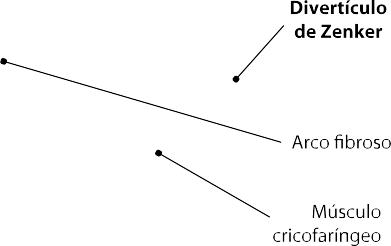 Divertículo
de Zenker
Arco fibroso
Músculo
cricofaríngeo